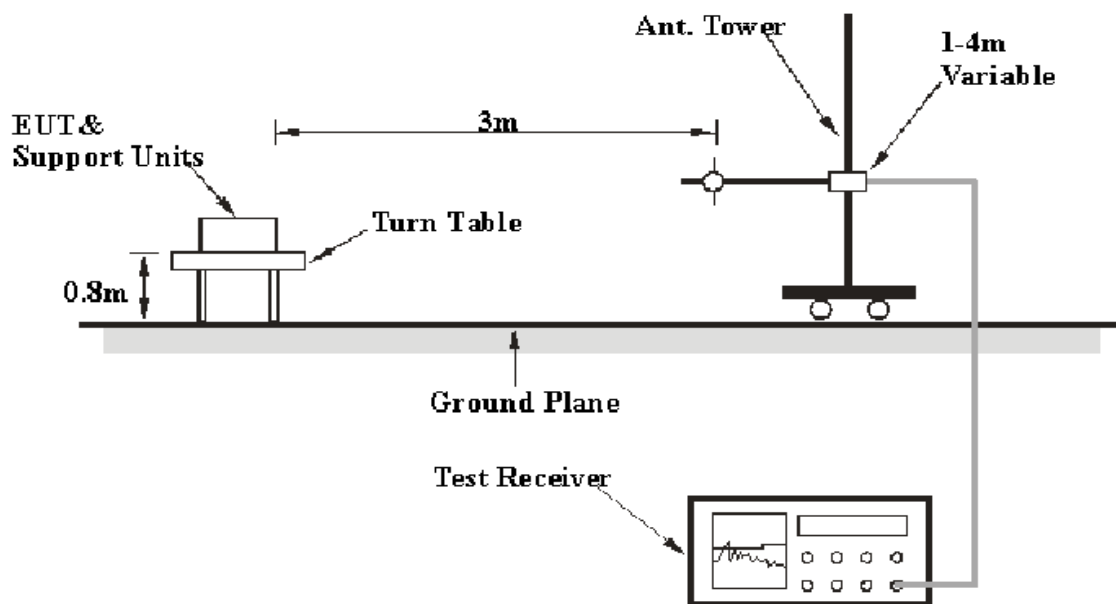 Ant. Tower
1-4m
Variable
EUT&
Support Units
3m
Turn Table
0.8m
Ground Plane
Test Receiver